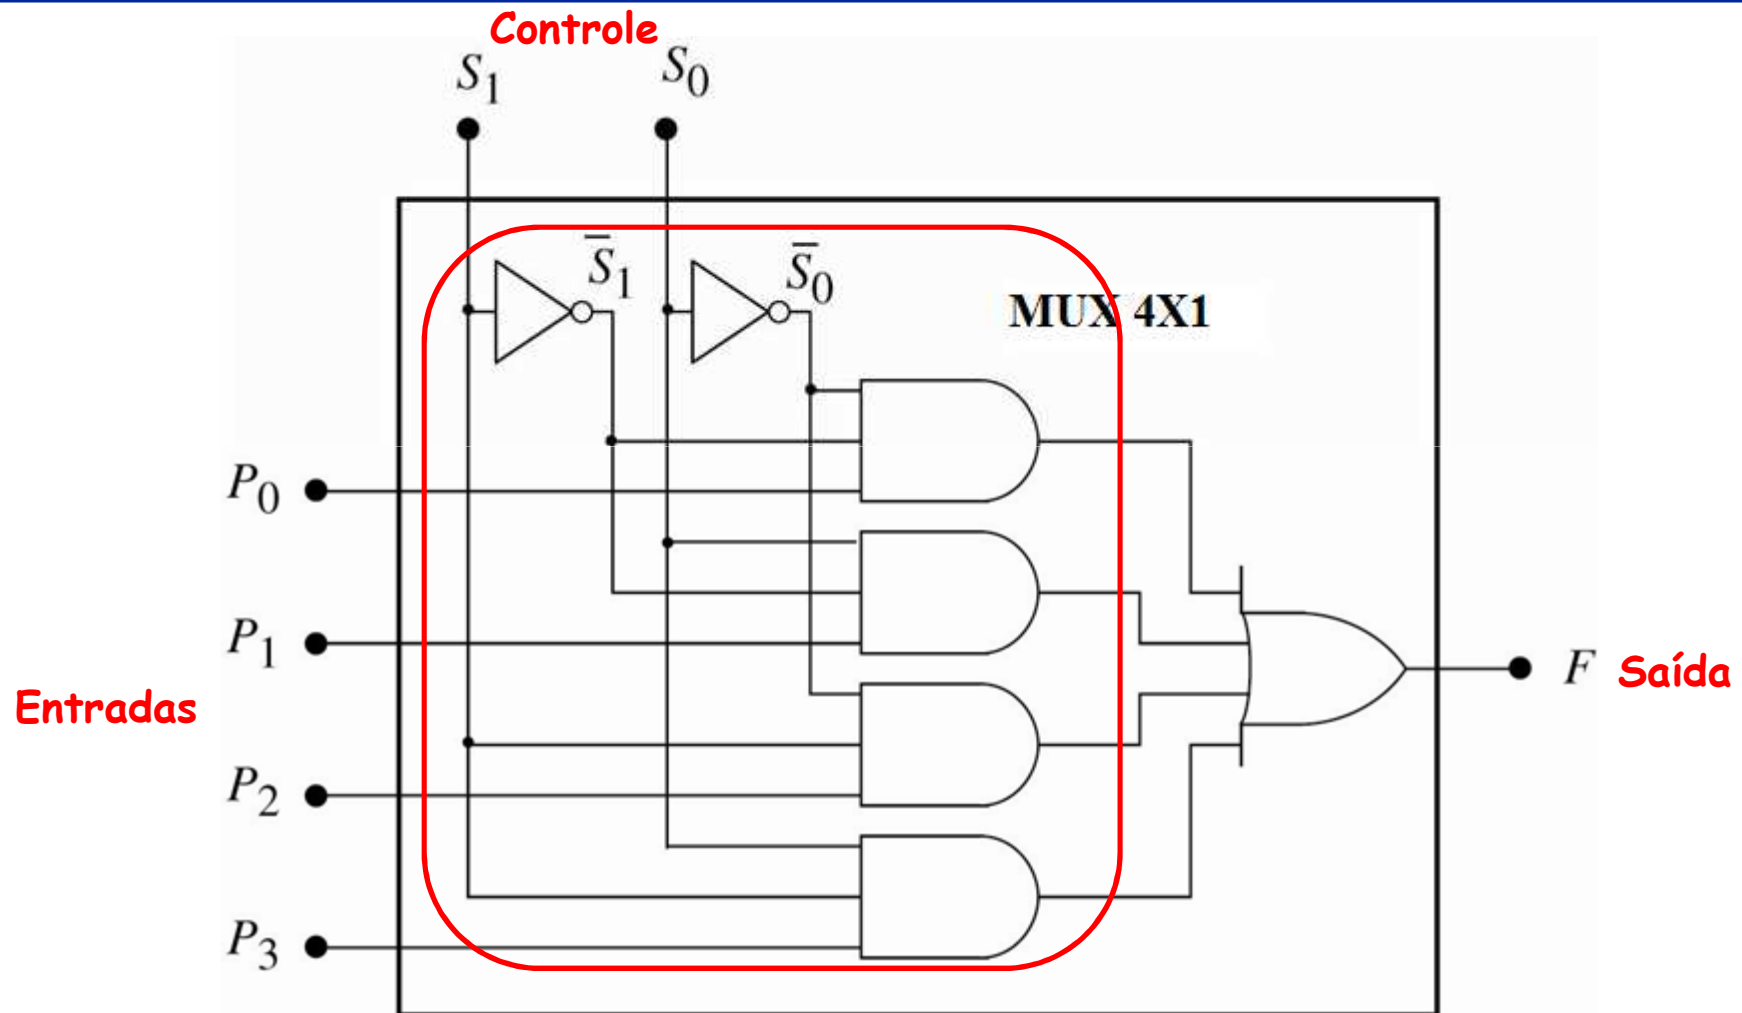 Controle
S1 S0
S̅1 S̅0
MUX 4X1
P0
P1
Entradas
F Saída
P2
P3